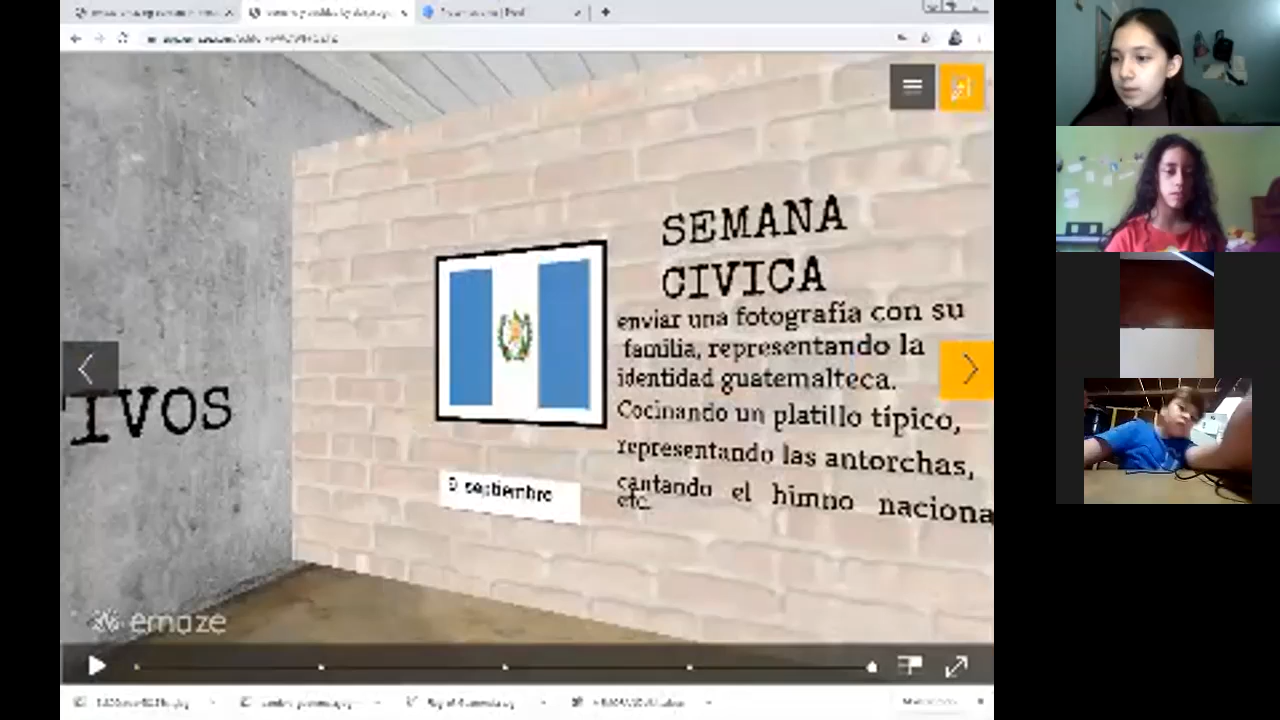 SEMANA
CIVICA
enviar una fotografía con su
familia, representando la
identidad guatemalteca.
Cocinando un platillo típico,
representando las antorchas,
cantando el himno naciona
etc.
9 septiembre
IVOS
emaze